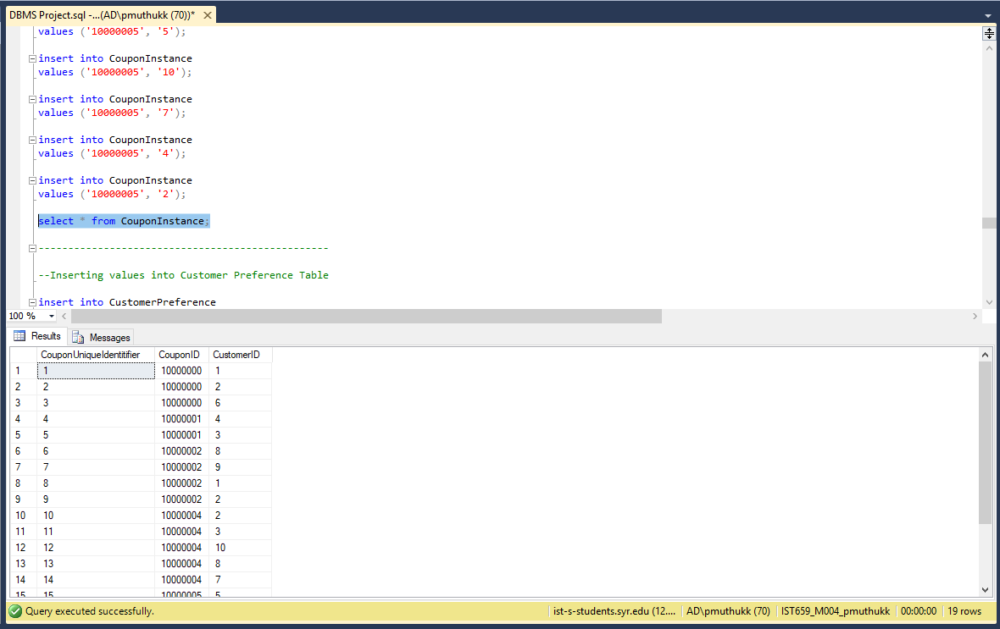 DBMS Project.sql -...(AD\pmuthukk (70))* ×
values ('10000005', '5');
insert into CouponInstance
values ('10000005', '10');
insert into CouponInstance
values ('10000005', '7');
insert into CouponInstance
values ('10000005', '4');
insert into CouponInstance
values ('10000005', '2');
select * from CouponInstance;
-------------------------------------------------
--Inserting values into Customer Preference Table
insert into CustomerPreference
100 %
Results Messages
CouponUniqueIdentitifier CouponID CustomerID
1 1 10000000 1
2 2 10000000 2
3 3 10000000 6
4 4 10000001 4
5 5 10000001 3
6 6 10000002 8
7 7 10000002 9
8 8 10000002 1
9 9 10000002 2
10 10 10000004 2
11 11 10000004 3
12 12 10000004 10
13 13 10000004 8
14 14 10000004 7
15 15 10000005 5
Query executed successfully. ist-s-students.syr.edu (12.... AD\pmuthukk (70) IST659_M004_pmuthukk 00:00:00 19 rows